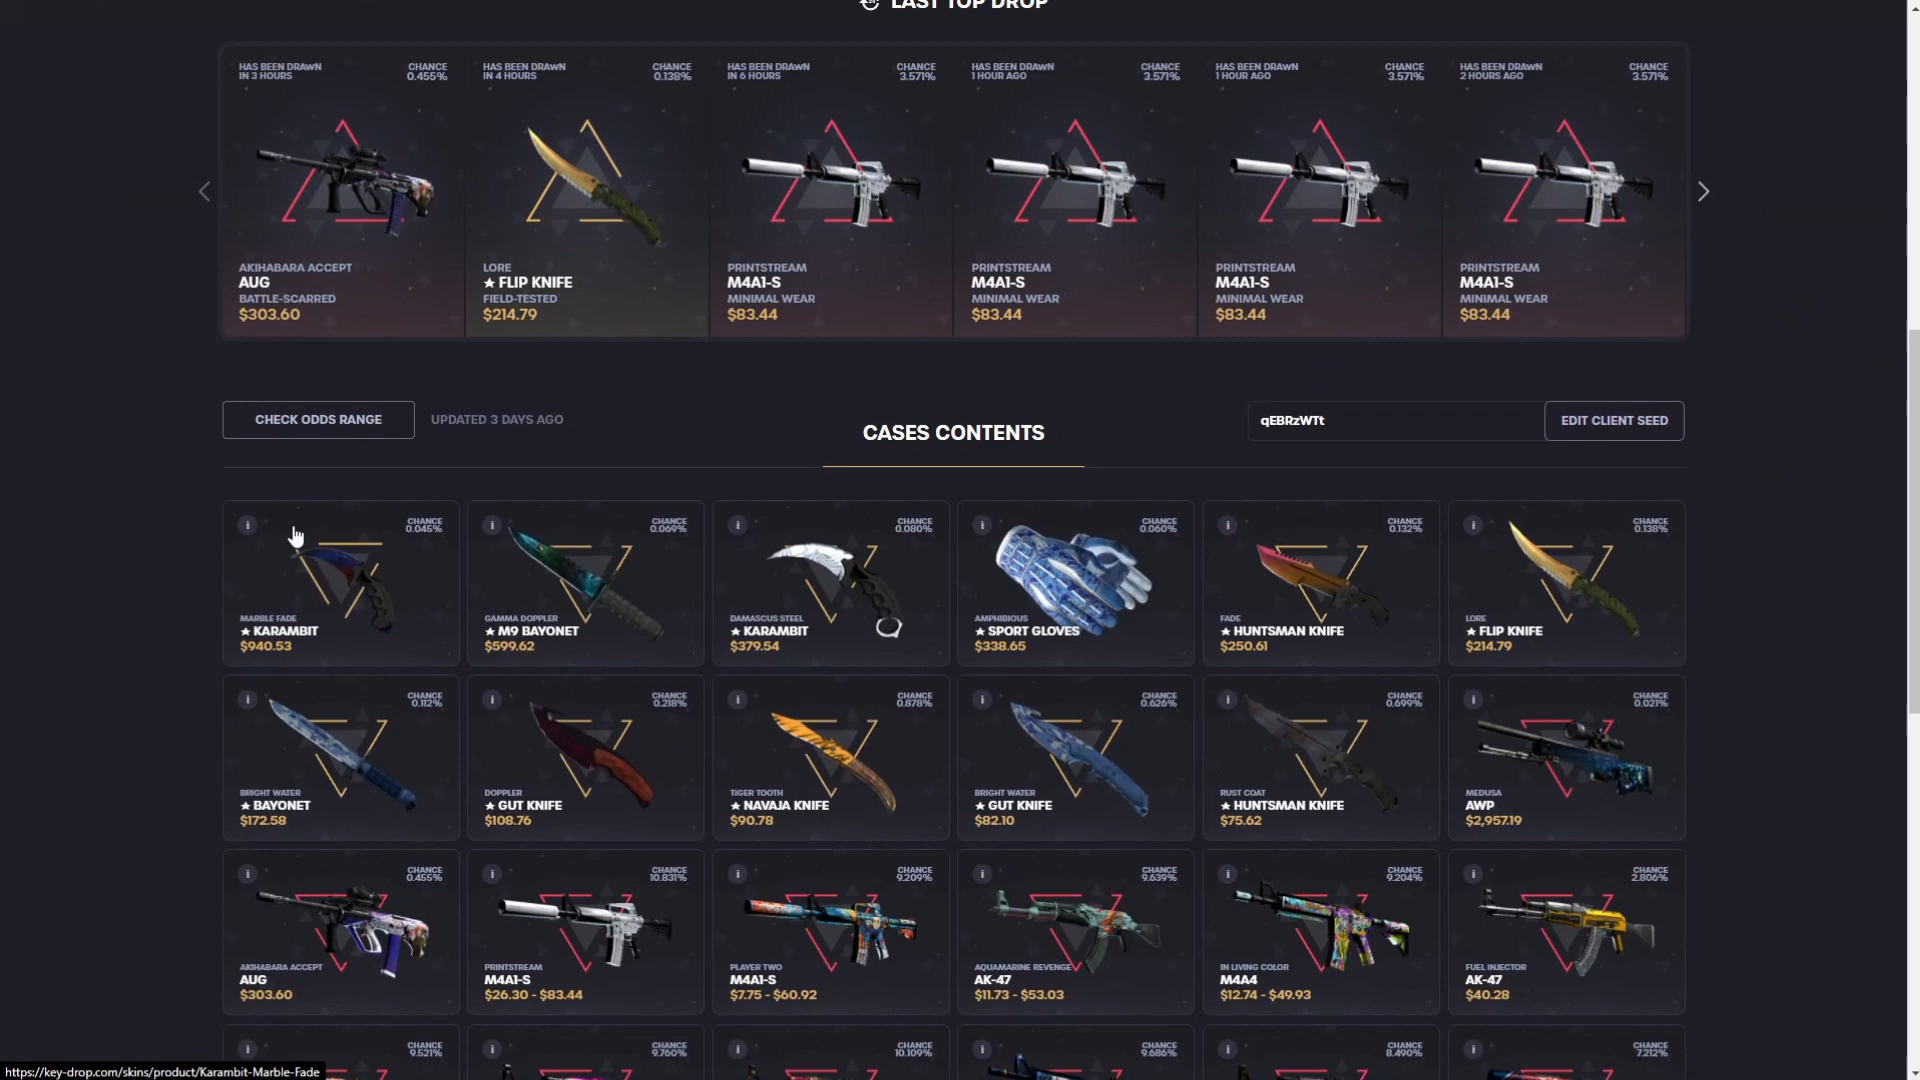 LAST TOP DROP
HAS BEEN DRAWN
IN 3 HOURS
CHANCE
0.455%
AKIHABARA ACCEPT
AUG
BATTLE-SCARRED
$303.60
HAS BEEN DRAWN
IN 4 HOURS
CHANCE
0.138%
LORE
★ FLIP KNIFE
FIELD-TESTED
$214.79
HAS BEEN DRAWN
IN 6 HOURS
CHANCE
3.571%
PRINTSTREAM
M4A1-S
MINIMAL WEAR
$83.44
HAS BEEN DRAWN
1 HOUR AGO
CHANCE
3.571%
PRINTSTREAM
M4A1-S
MINIMAL WEAR
$83.44
HAS BEEN DRAWN
1 HOUR AGO
CHANCE
3.571%
PRINTSTREAM
M4A1-S
MINIMAL WEAR
$83.44
HAS BEEN DRAWN
2 HOURS AGO
CHANCE
3.571%
PRINTSTREAM
M4A1-S
MINIMAL WEAR
$83.44
CHECK ODDS RANGE
UPDATED 3 DAYS AGO
CASES CONTENTS
qEBRzWTt
EDIT CLIENT SEED
CHANCE
0.045%
MARBLE FADE
★ KARAMBIT
$940.53
CHANCE
0.069%
GAMMA DOPPLER
★ M9 BAYONET
$599.62
CHANCE
0.080%
DAMASCUS STEEL
★ KARAMBIT
$379.54
CHANCE
0.060%
AMPHIBIOUS
★ SPORT GLOVES
$338.65
CHANCE
0.132%
FADE
★ HUNTSMAN KNIFE
$250.61
CHANCE
0.138%
LORE
★ FLIP KNIFE
$214.79
CHANCE
0.112%
BRIGHT WATER
★ BAYONET
$172.58
CHANCE
0.218%
DOPPLER
★ GUT KNIFE
$108.76
CHANCE
0.878%
TIGER TOOTH
★ NAVAJA KNIFE
$90.78
CHANCE
0.626%
BRIGHT WATER
★ GUT KNIFE
$82.10
CHANCE
0.699%
RUST COAT
★ HUNTSMAN KNIFE
$75.62
CHANCE
0.021%
MEDUSA
AWP
$2,957.19
CHANCE
0.455%
AKIHABARA ACCEPT
AUG
$303.60
CHANCE
10.831%
PRINTSTREAM
M4A1-S
$26.30 - $83.44
CHANCE
9.209%
PLAYER TWO
M4A1-S
$7.75 - $60.92
CHANCE
9.639%
AQUAMARINE REVENGE
AK-47
$11.73 - $53.03
CHANCE
9.204%
IN LIVING COLOR
M4A4
$12.74 - $49.93
CHANCE
2.806%
FUEL INJECTOR
AK-47
$40.28
CHANCE
9.521%
CHANCE
9.760%
CHANCE
10.109%
CHANCE
9.686%
CHANCE
8.490%
CHANCE
7.212%
https://key-drop.com/skins/product/Karambit-Marble-Fade